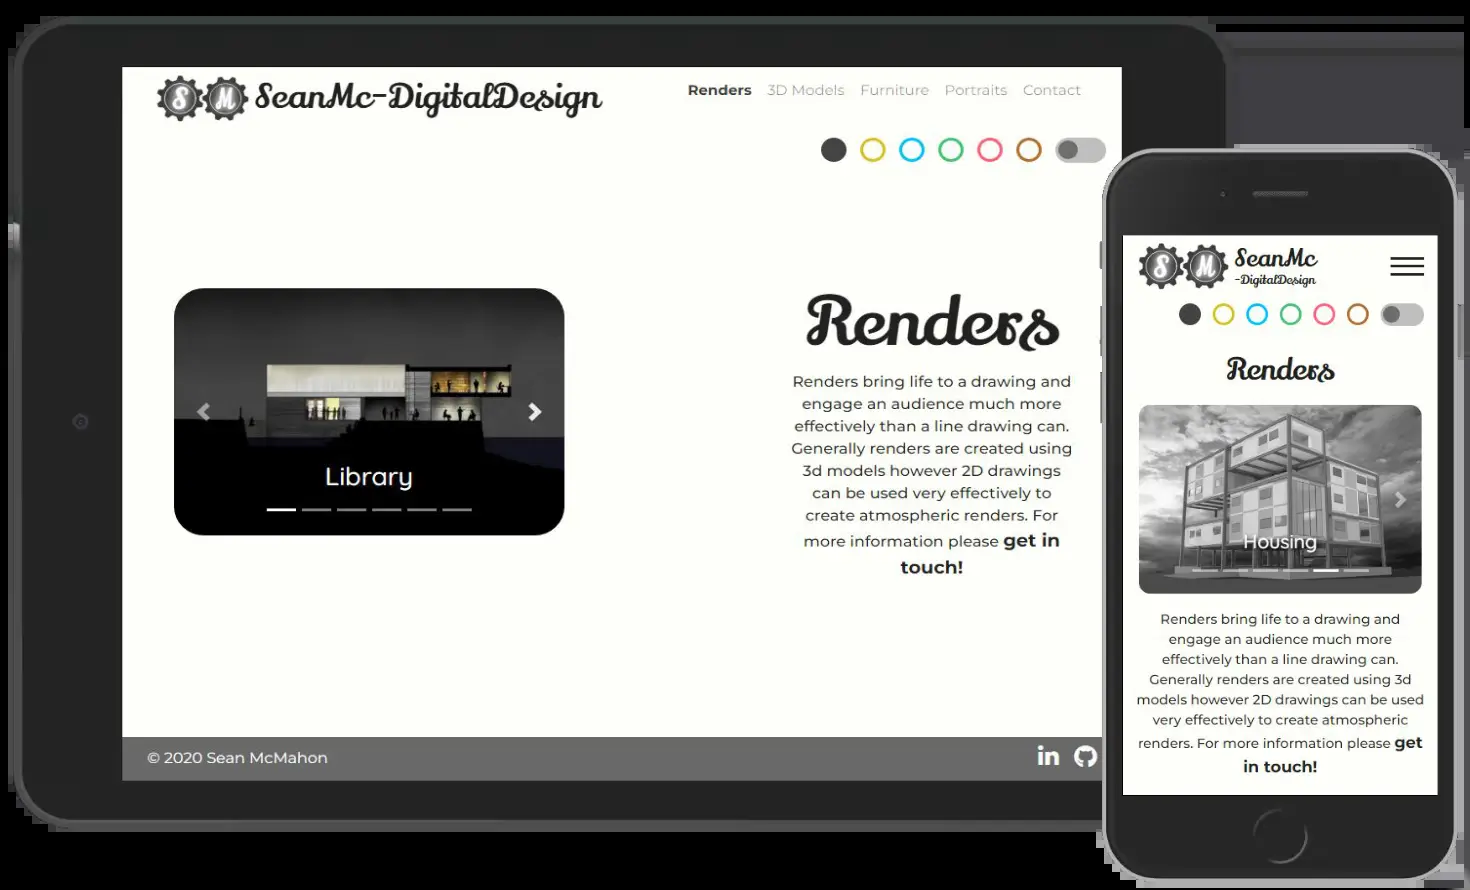 S M SeanMc-DigitalDesign
Renders 3D Models Furniture Portraits Contact
Library
Renders
Renders bring life to a drawing and
engage an audience much more
effectively than a line drawing can.
Generally renders are created using
3d models however 2D drawings
can be used very effectively to
create atmospheric renders. For
more information please get in
touch!
© 2020 Sean McMahon
in
S M SeanMc
-DigitalDesign
Renders
Housing
Renders bring life to a drawing and
engage an audience much more
effectively than a line drawing can.
Generally renders are created using 3d
models however 2D drawings can be used
very effectively to create atmospheric
renders. For more information please get
in touch!